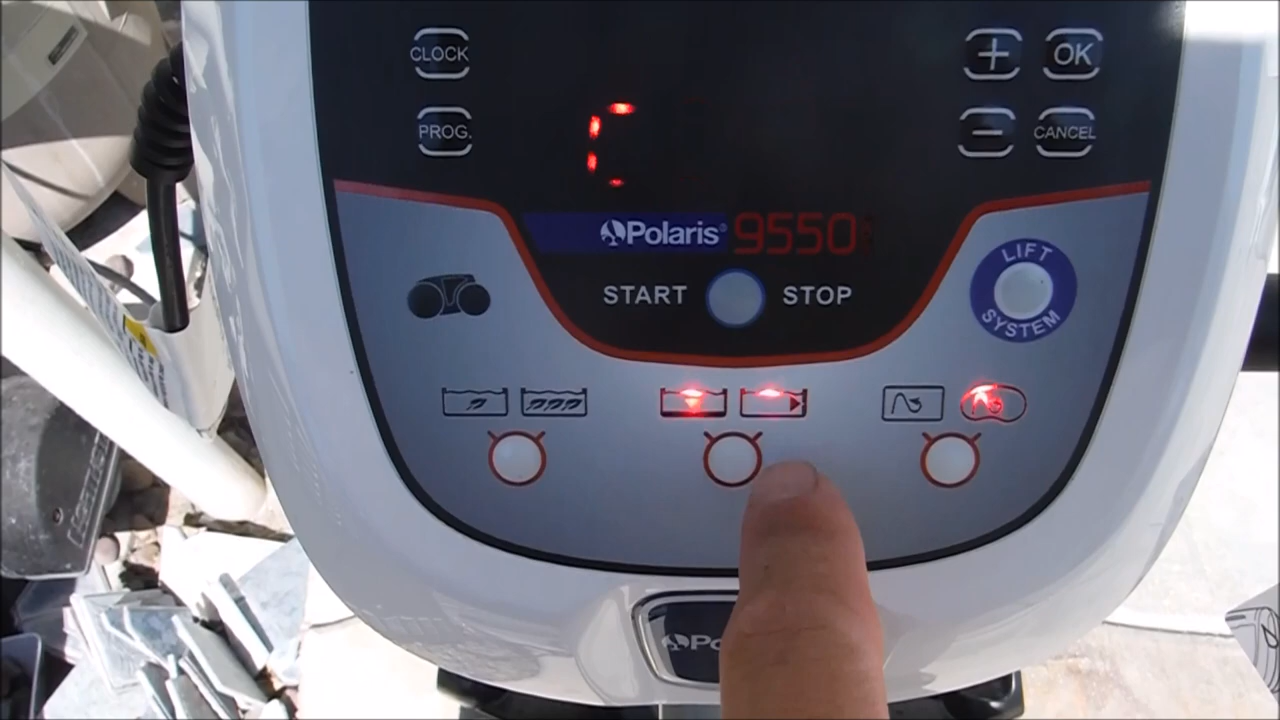 CLOCK
+
OK
PROG.
−
CANCEL
C
Polaris® 9550
START STOP
LIFT
SYSTEM